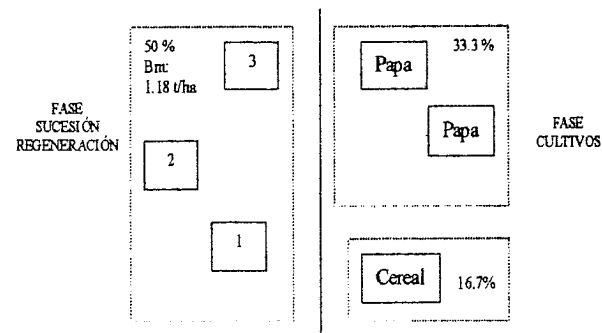 FASE
SUCESIÓN
REGENERACIÓN
50 %
Bm:
1.18 t/ha
3
2
1
Papa
33.3 %
Papa
Cereal
16.7%
FASE
CULTIVOS